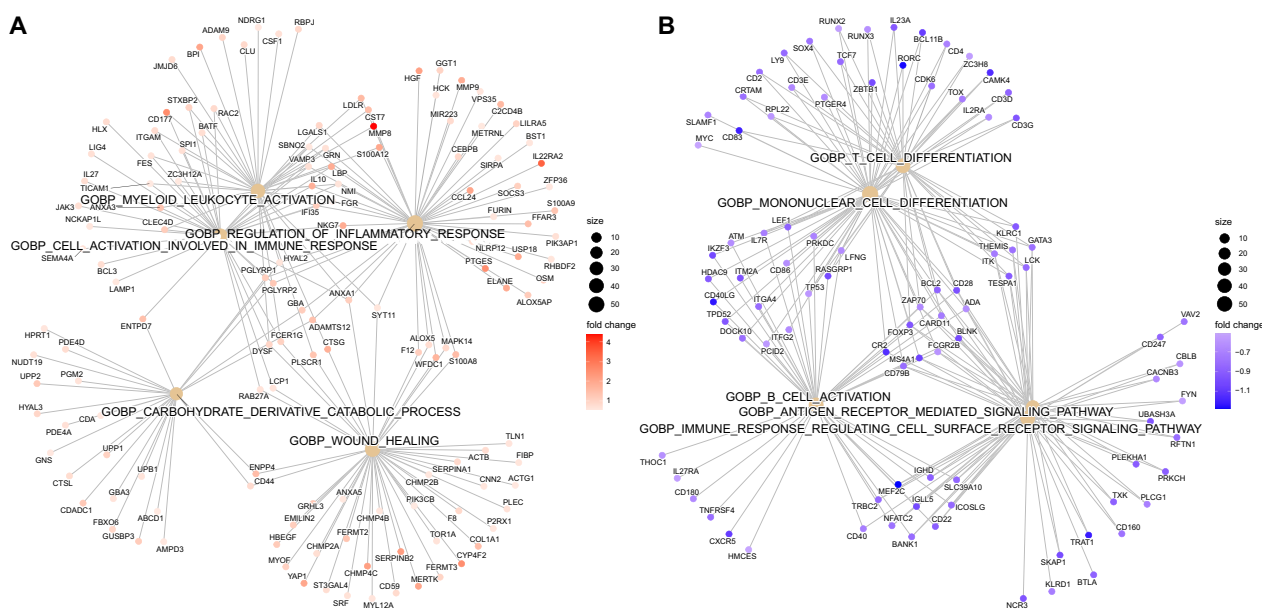 A
B
NDRG1
RBPJ
ADAM9
CSF1
CLU
BPI
JMJD6
GGT1
HGF
HCK
MMP9
VPS35
STXBP2
RAC2
LDLR
C2CD4B
CD177
CST7
MIR223
LILRA5
HLX
BATF
MMP8
METRNL
BST1
ITGAM
LGALS1
LIG4
SPI1
SBNO2
S100A12
CEBPB
IL22RA2
FES
GRN
VAMP3
SIRPA
IL27
ZC3H12A
LBP
ZFP36
TICAM1
IL10
NMI
CCL24
SOCS3
GOBP_MYELOID_LEUKOCYTE_ACTIVATION
FGR
S100A9
JAK3
ANXA3
IFI35
FURIN
FFAR3
NCKAP1L
CLEC4D
NKG7
GOBP_REGULATION_OF_INFLAMMATORY_RESPONSE
GOBP_CELL_ACTIVATION_INVOLVED_IN_IMMUNE_RESPONSE
NLRP12
USP18
PIK3AP1
SEMA4A
HYAL2
PTGES
RHBDF2
BCL3
PGLYRP1
OSM
LAMP1
PGLYRP2
ANXA1
ELANE
ALOX5AP
GBA
SYT11
ENTPD7
ADAMTS12
HPRT1
FCER1G
ALOX5
MAPK14
PDE4D
DYSF
CTSG
F12
S100A8
NUDT19
PLSCR1
WFDC1
PGM2
UPP2
LCP1
RAB27A
HYAL3
CDA
GOBP_CARBOHYDRATE_DERIVATIVE_CATABOLIC_PROCESS
PDE4A
GOBP_WOUND_HEALING
TLN1
UPP1
ACTB
FIBP
GNS
UPB1
ENPP4
SERPINA1
CTSL
CD44
CHMP2B
CNN2
ACTG1
GBA3
ANXA5
PIK3CB
PLEC
CDADC1
GRHL3
FBXO6
ABCD1
EMILIN2
CHMP4B
F8
P2RX1
GUSBP3
HBEGF
FERMT2
TOR1A
COL1A1
AMPD3
CHMP2A
MYOF
SERPINB2
CYP4F2
YAP1
CHMP4C
FERMT3
ST3GAL4
CD59
MERTK
SRF
MYL12A
size
10
20
30
40
50
fold change
4
3
2
1
RUNX2
IL23A
RUNX3
BCL11B
SOX4
TCF7
CD4
LY9
RORC
ZC3H8
CD2
CD3E
CDK6
CAMK4
CRTAM
ZBTB1
TOX
CD3D
PTGER4
IL2RA
RPL22
CD3G
SLAMF1
CD83
MYC
GOBP_T_CELL_DIFFERENTIATION
GOBP_MONONUCLEAR_CELL_DIFFERENTIATION
LEF1
KLRC1
ATM
IL7R
PRKDC
GATA3
IKZF3
THEMIS
LFNG
ITK
LCK
HDAC9
ITM2A
CD86
RASGRP1
TESPA1
CD40LG
TP53
BCL2
CD28
ITGA4
ZAP70
ADA
TPD52
CARD11
VAV2
DOCK10
ITFG2
FOXP3
BLNK
PCID2
CR2
FCGR2B
CD247
MS4A1
CBLB
CD79B
CACNB3
FYN
GOBP_B_CELL_ACTIVATION
GOBP_ANTIGEN_RECEPTOR_MEDIATED_SIGNALING_PATHWAY
UBASH3A
GOBP_IMMUNE_RESPONSE_REGULATING_CELL_SURFACE_RECEPTOR_SIGNALING_PATHWAY
RFTN1
THOC1
PLEKHA1
IL27RA
IGHD
PRKCH
CD180
MEF2C
SLC39A10
TNFRSF4
TRBC2
IGLL5
ICOSLG
TXK
PLCG1
NFATC2
CD22
CXCR5
CD40
BANK1
CD160
HMCES
TRAT1
SKAP1
BTLA
KLRD1
NCR3
size
10
20
30
40
50
fold change
−0.7
−0.9
−1.1